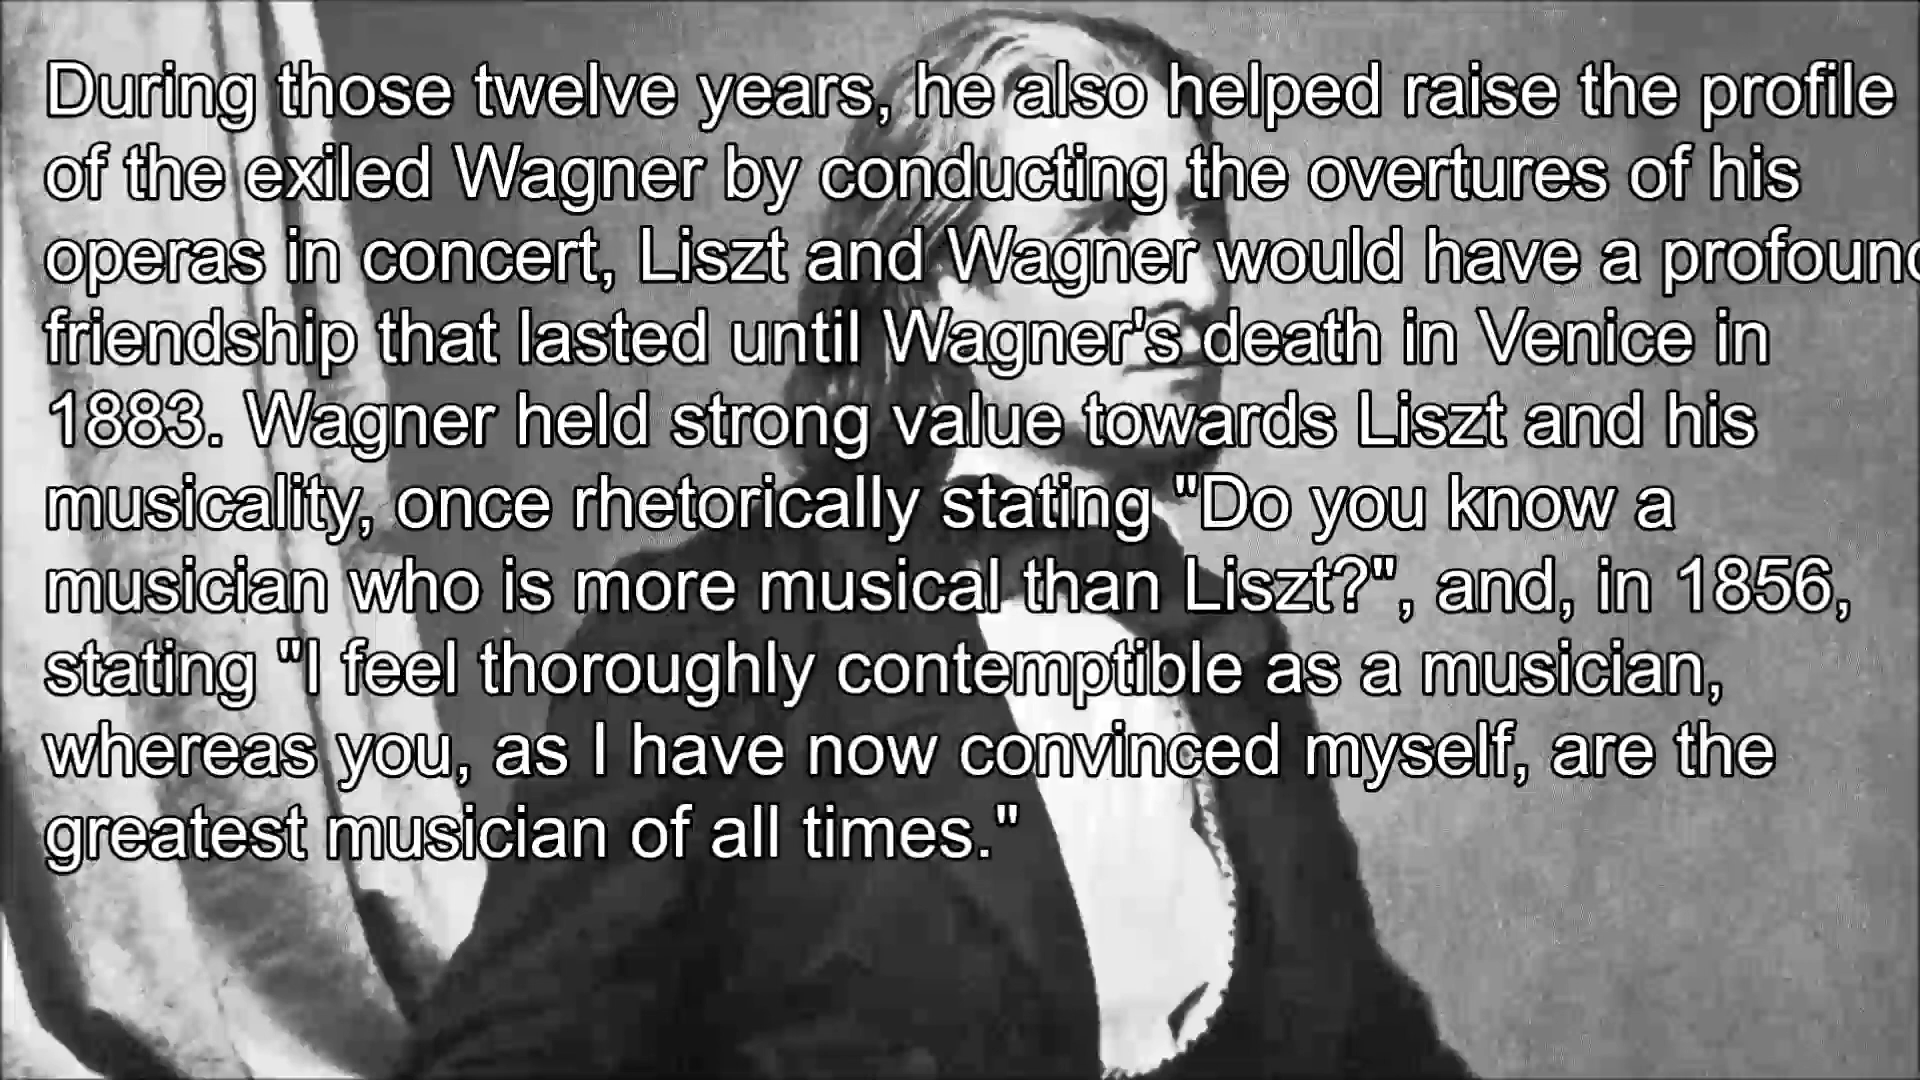 During those twelve years, he also helped raise the profile
of the exiled Wagner by conducting the overtures of his
operas in concert, Liszt and Wagner would have a profound
friendship that lasted until Wagner's death in Venice in
1883. Wagner held strong value towards Liszt and his
musicality, once rhetorically stating "Do you know a
musician who is more musical than Liszt?", and, in 1856,
stating "I feel thoroughly contemptible as a musician,
whereas you, as I have now convinced myself, are the
greatest musician of all times."